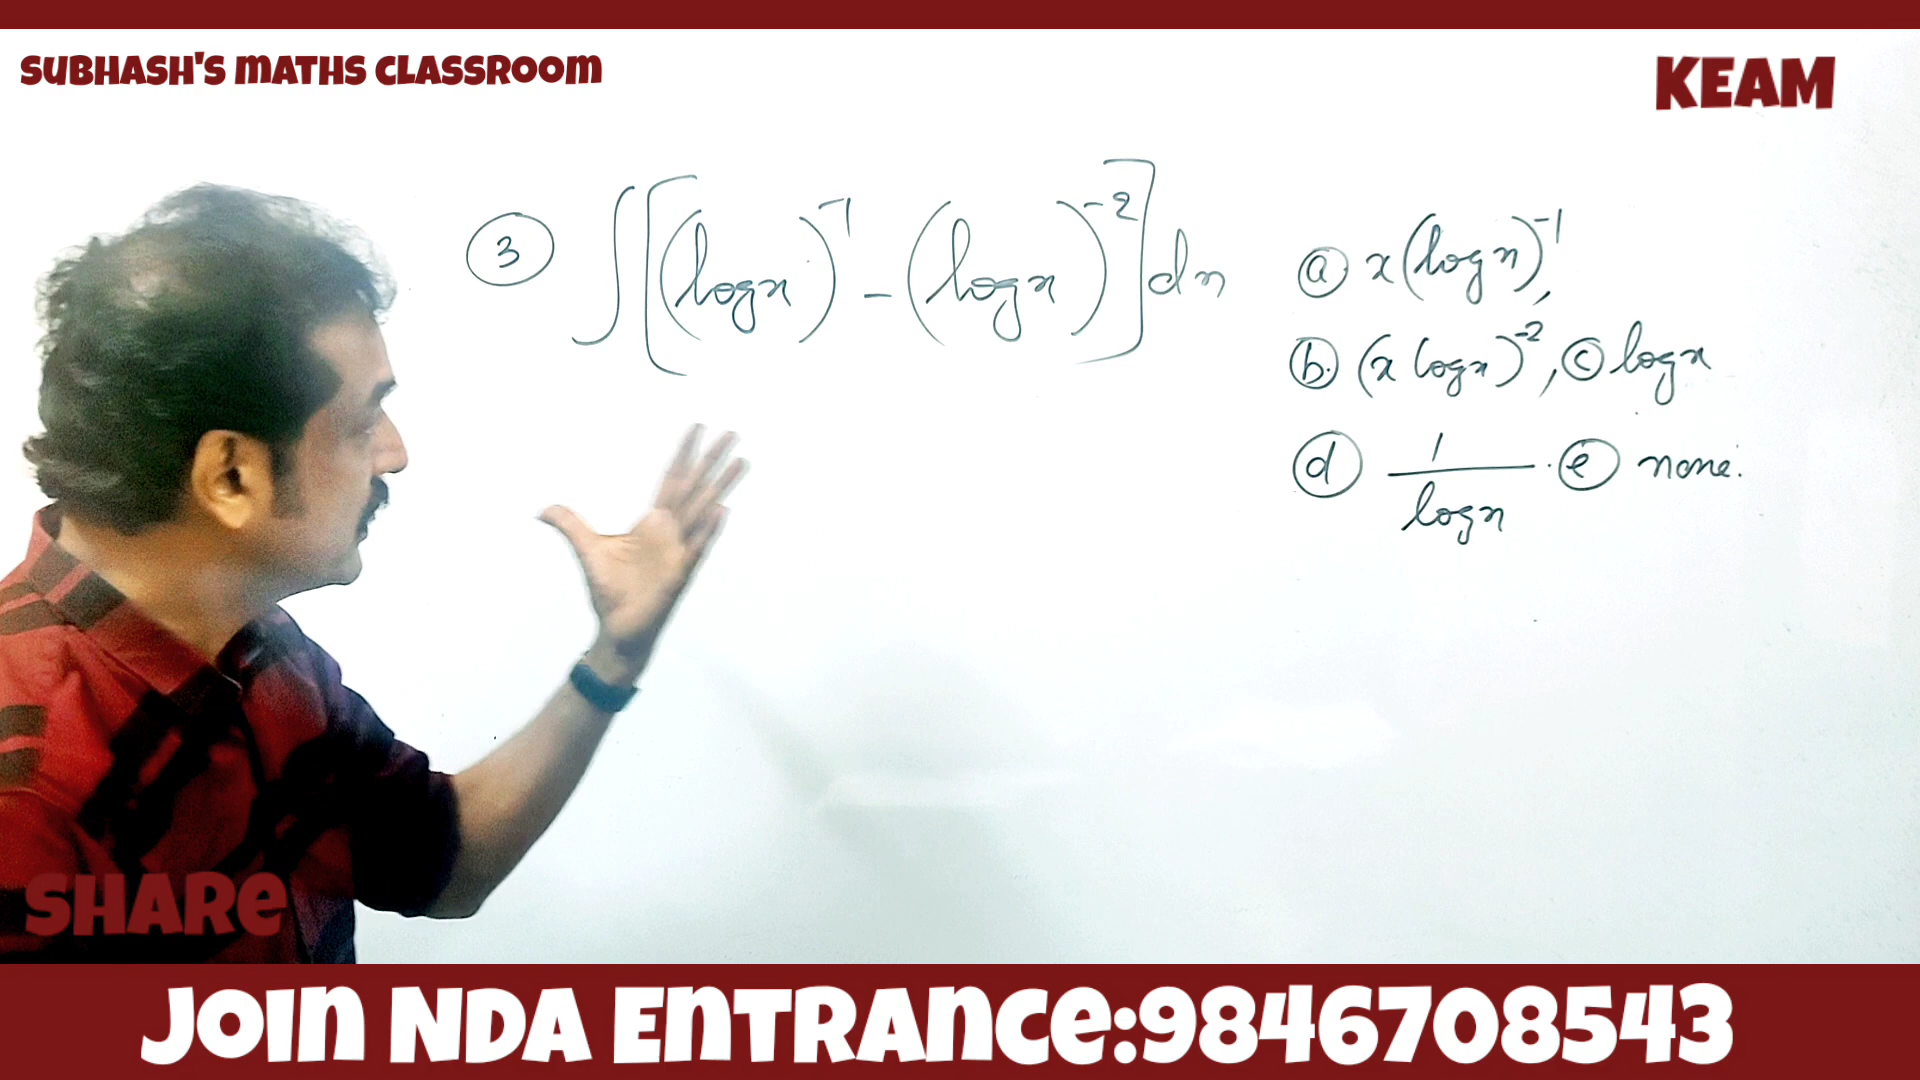 SUBHASH'S MATHS CLASSROOM
KEAM
③ ∫[(logx)⁻¹ - (logx)⁻²]dx
ⓐ x(logx)⁻¹,
ⓑ (x logx)⁻², ⓒ logx
ⓓ 1/logx . ⓔ none.
SHARE
JOIN NDA ENTRANCE:9846708543